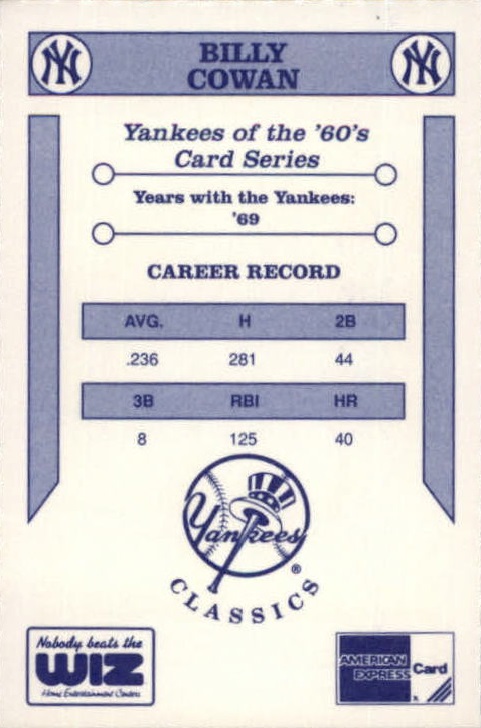 NY
BILLY
COWAN
NY
Yankees of the '60's
Card Series
Years with the Yankees:
'69
CAREER RECORD
AVG. H 2B
.236 281 44
3B RBI HR
8 125 40
Yankees
®
CLASSICS
Nobody beats the
WIZ
Home Entertainment Centers
AMERICAN
EXPRESS
Card